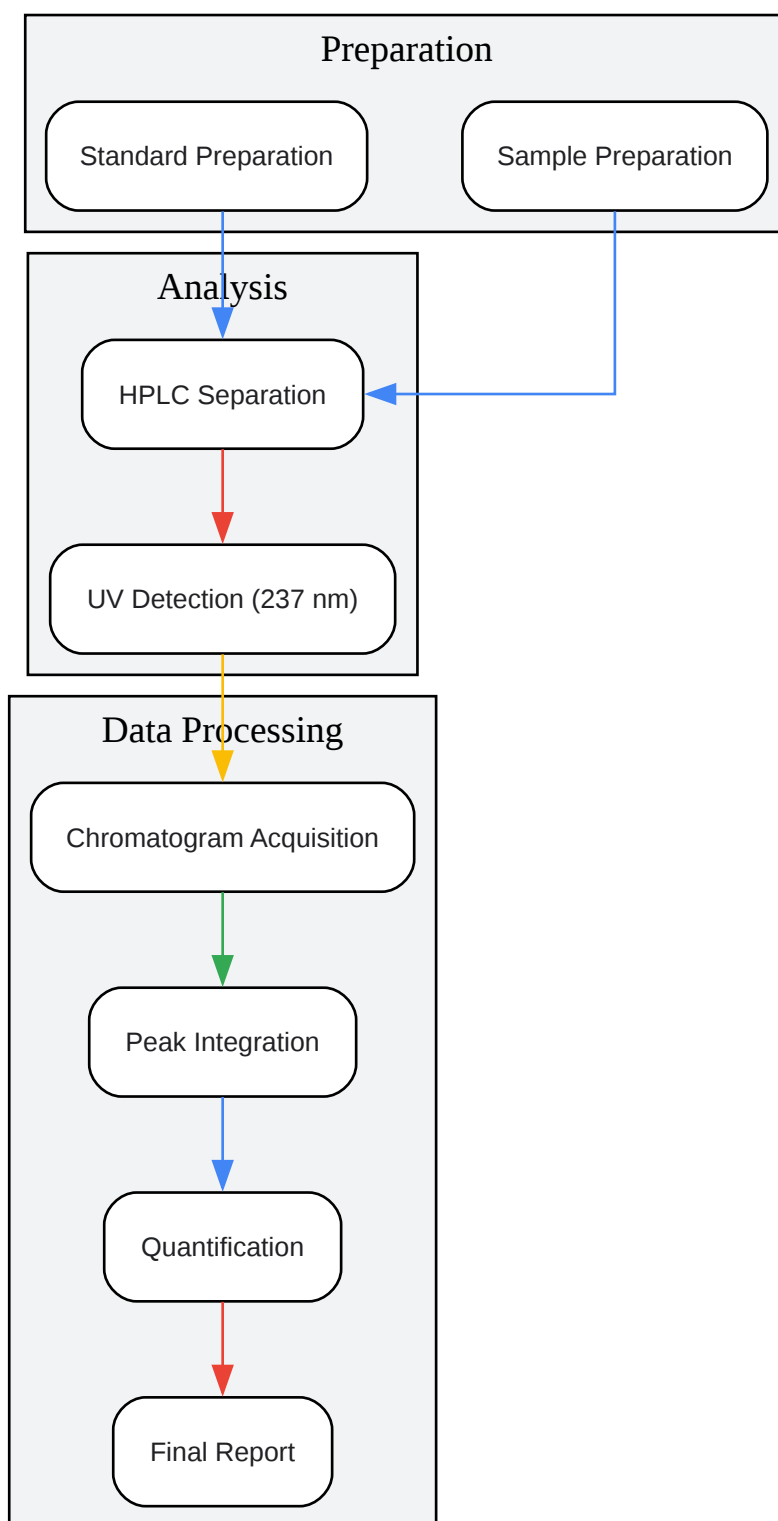 Preparation
Standard Preparation
Sample Preparation
Analysis
HPLC Separation
UV Detection (237 nm)
Data Processing
Chromatogram Acquisition
Peak Integration
Quantification
Final Report